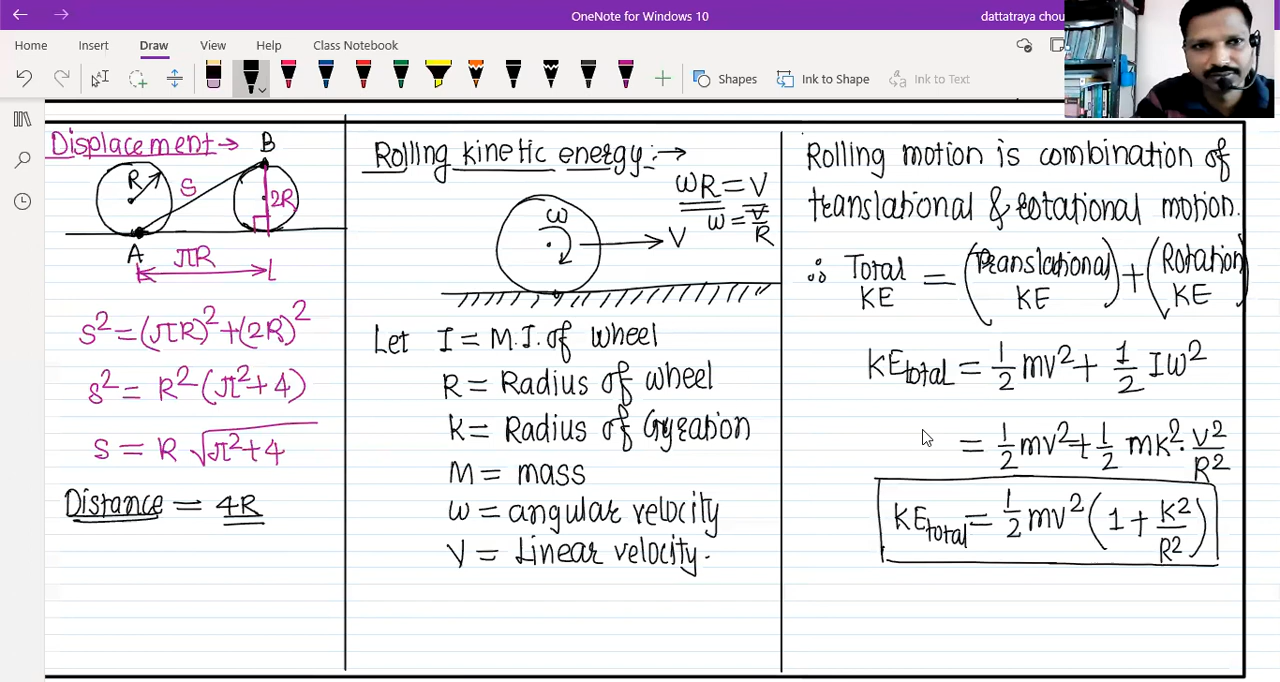 OneNote for Windows 10
dattatraya chou
Home Insert Draw View Help Class Notebook
Shapes Ink to Shape Ink to Text
Displacement →
B
R
S
2R
A
πR
S² = (πR)² + (2R)²
s² = R² (π² + 4)
S = R √π² + 4
Distance = 4R
Rolling kinetic energy :→
ωR = V
ω = V/R
ω
V
Let I = M.I. of wheel
R = Radius of wheel
K = Radius of Gyration
M = mass
ω = angular velocity
V = Linear velocity.
Rolling motion is combination of
translational & rotational motion.
∴ Total KE = (Translational KE) + (Rotation KE)
KEtotal = 1/2 mv² + 1/2 Iω²
= 1/2 mv² + 1/2 mk². V²/R²
KEtotal = 1/2 mv² (1 + K²/R²)